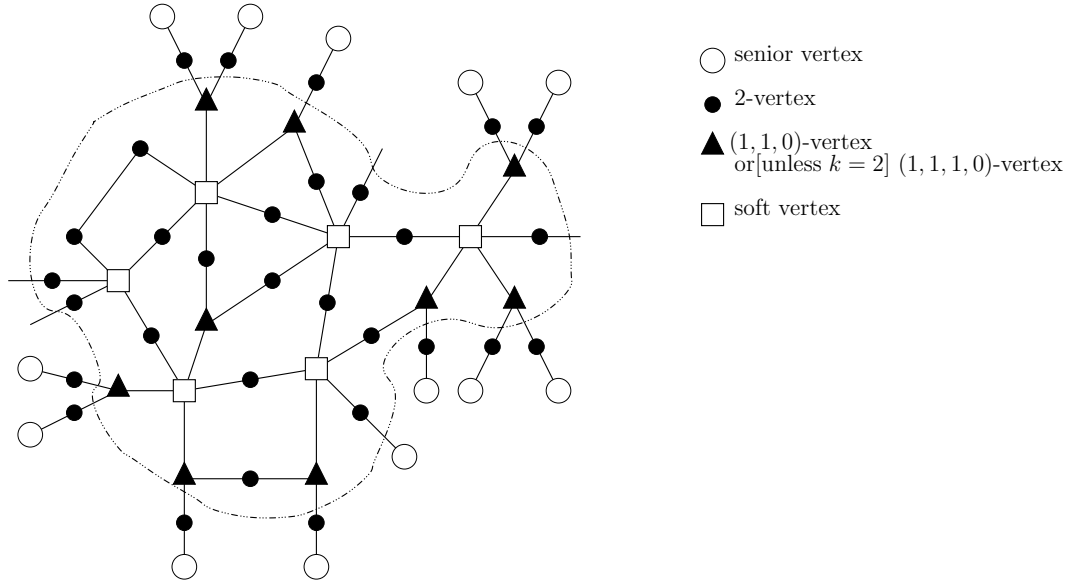 senior vertex
2-vertex
(1, 1, 0)-vertex
or[unless k = 2] (1, 1, 1, 0)-vertex
soft vertex